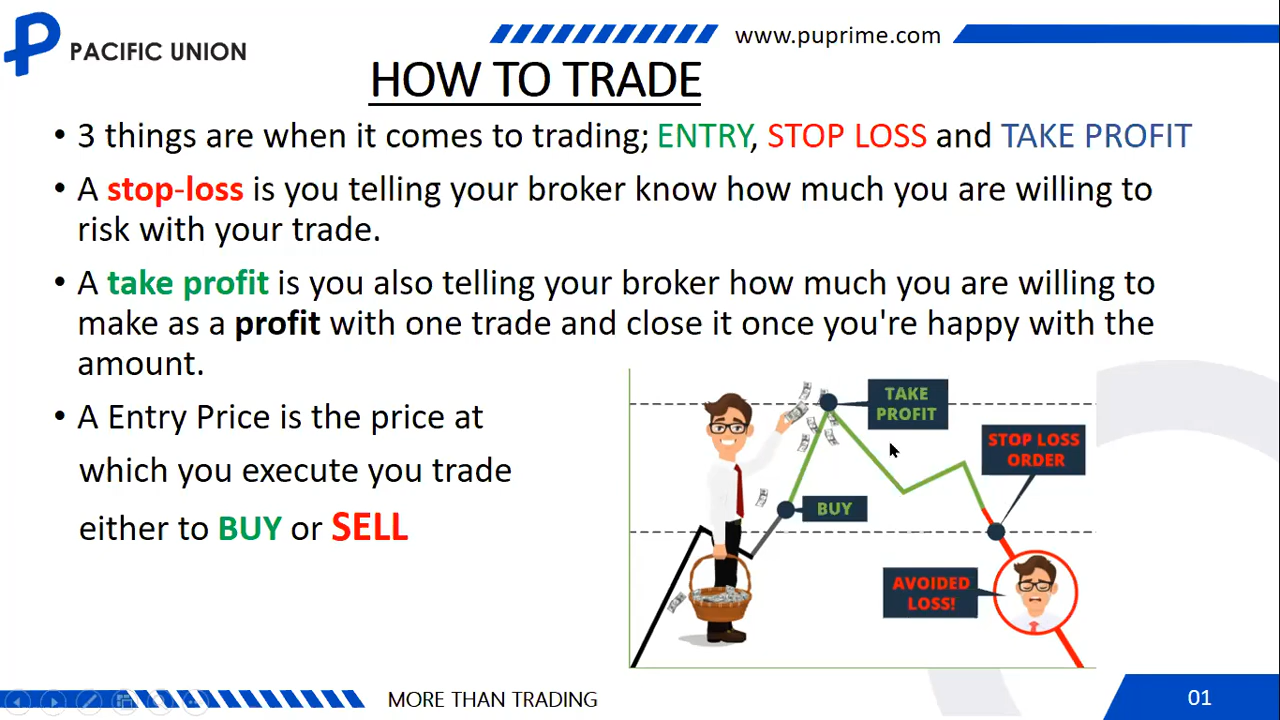 PACIFIC UNION
www.puprime.com
HOW TO TRADE
• 3 things are when it comes to trading; ENTRY, STOP LOSS and TAKE PROFIT
• A stop-loss is you telling your broker know how much you are willing to
risk with your trade.
• A take profit is you also telling your broker how much you are willing to
make as a profit with one trade and close it once you're happy with the
amount.
• A Entry Price is the price at
which you execute you trade
either to BUY or SELL
TAKE
PROFIT
STOP LOSS
ORDER
BUY
AVOIDED
LOSS!
MORE THAN TRADING
01